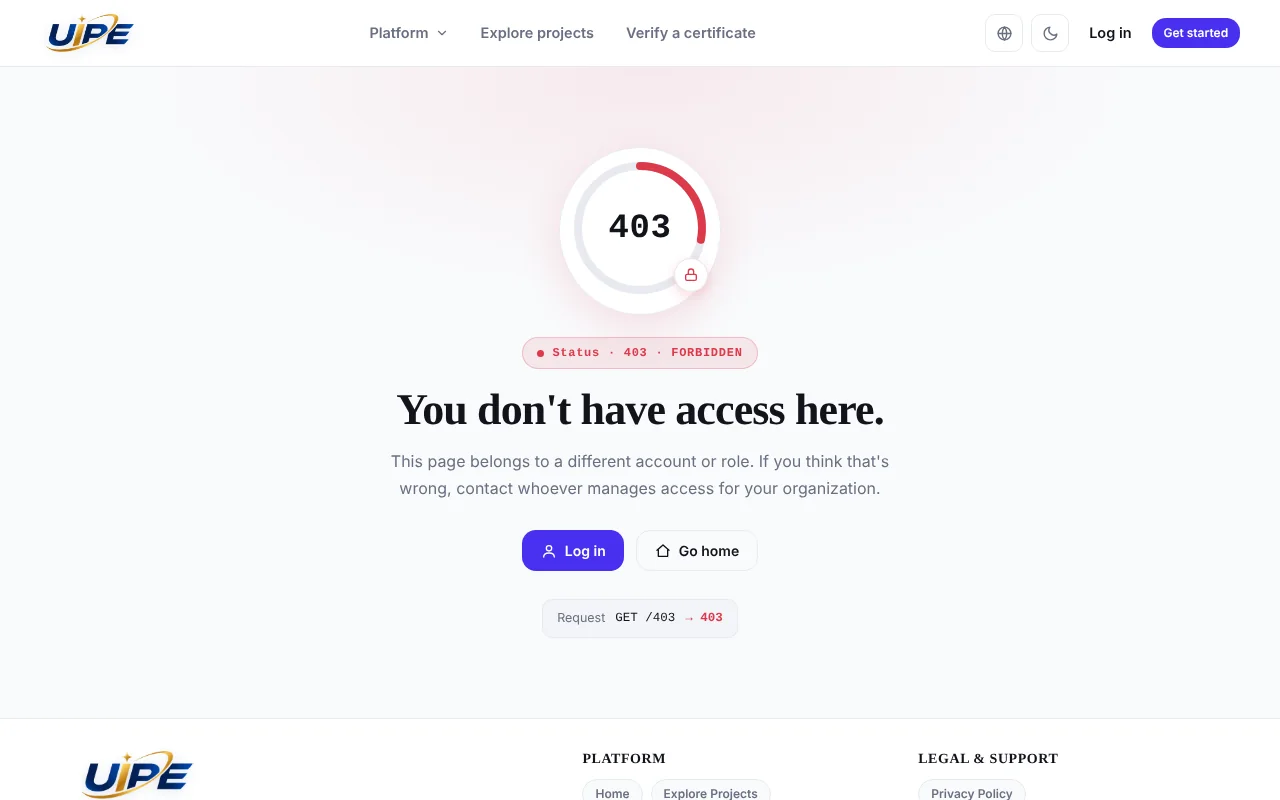 UiPE
Platform
Explore projects
Verify a certificate
Log in
Get started
403
Status · 403 · FORBIDDEN
You don't have access here.
This page belongs to a different account or role. If you think that's
wrong, contact whoever manages access for your organization.
Log in
Go home
Request GET /403 → 403
UiPE
PLATFORM
Home
Explore Projects
LEGAL & SUPPORT
Privacy Policy